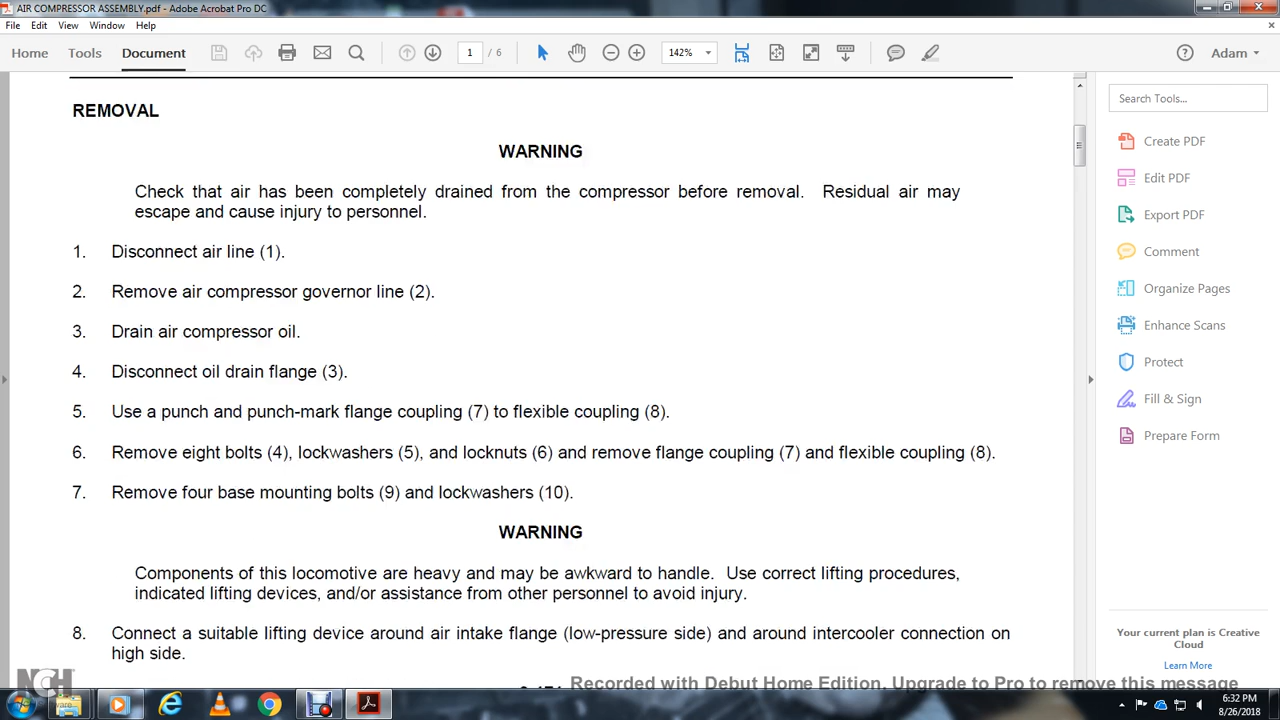 AIR COMPRESSOR ASSEMBLY.pdf - Adobe Acrobat Pro DC
File Edit View Window Help
Home Tools Document 1 / 6 142% Adam
REMOVAL
WARNING
Check that air has been completely drained from the compressor before removal. Residual air may
escape and cause injury to personnel.
1. Disconnect air line (1).
2. Remove air compressor governor line (2).
3. Drain air compressor oil.
4. Disconnect oil drain flange (3).
5. Use a punch and punch-mark flange coupling (7) to flexible coupling (8).
6. Remove eight bolts (4), lockwashers (5), and locknuts (6) and remove flange coupling (7) and flexible coupling (8).
7. Remove four base mounting bolts (9) and lockwashers (10).
WARNING
Components of this locomotive are heavy and may be awkward to handle. Use correct lifting procedures,
indicated lifting devices, and/or assistance from other personnel to avoid injury.
8. Connect a suitable lifting device around air intake flange (low-pressure side) and around intercooler connection on
high side.
Search Tools...
Create PDF
Edit PDF
Export PDF
Comment
Organize Pages
Enhance Scans
Protect
Fill & Sign
Prepare Form
Your current plan is Creative
Cloud
Learn More
NCH
Recorded with Debut Home Edition. Upgrade to Pro to remove this message
6:32 PM
8/26/2018